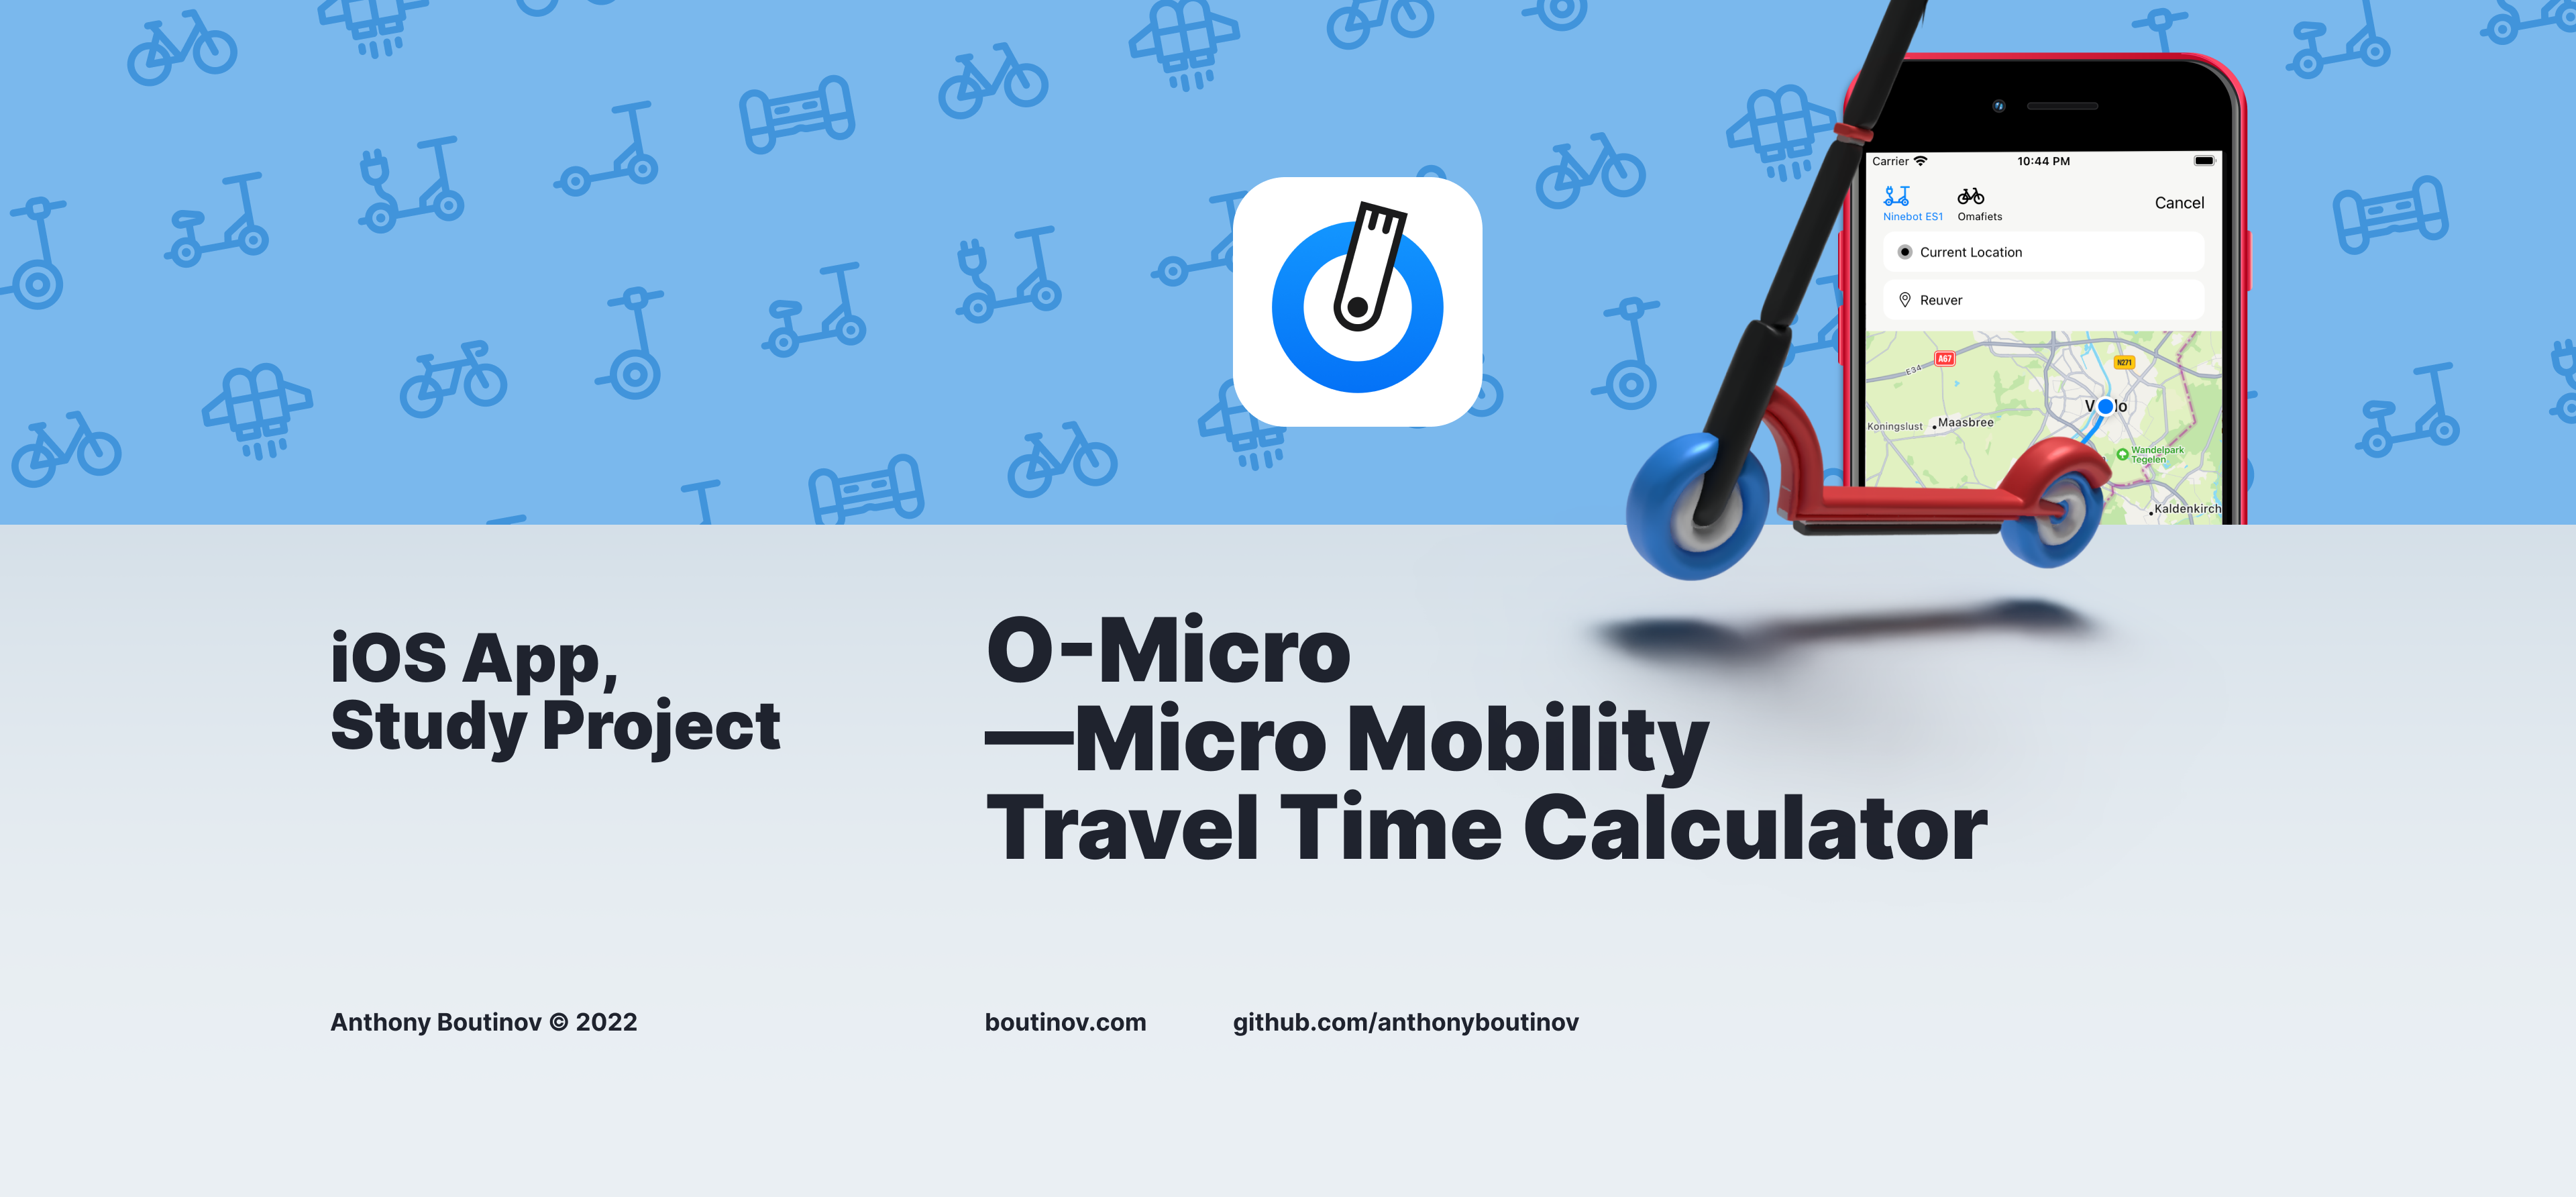 Carrier
10:44 PM
Ninebot ES1
Omafiets
Cancel
Current Location
Reuver
A67
E34
N271
Koningslust
Maasbree
Wandelpark
Tegelen
Kaldenkirch
iOS App,
Study Project
O-Micro
—Micro Mobility
Travel Time Calculator
Anthony Boutinov © 2022
boutinov.com
github.com/anthonyboutinov